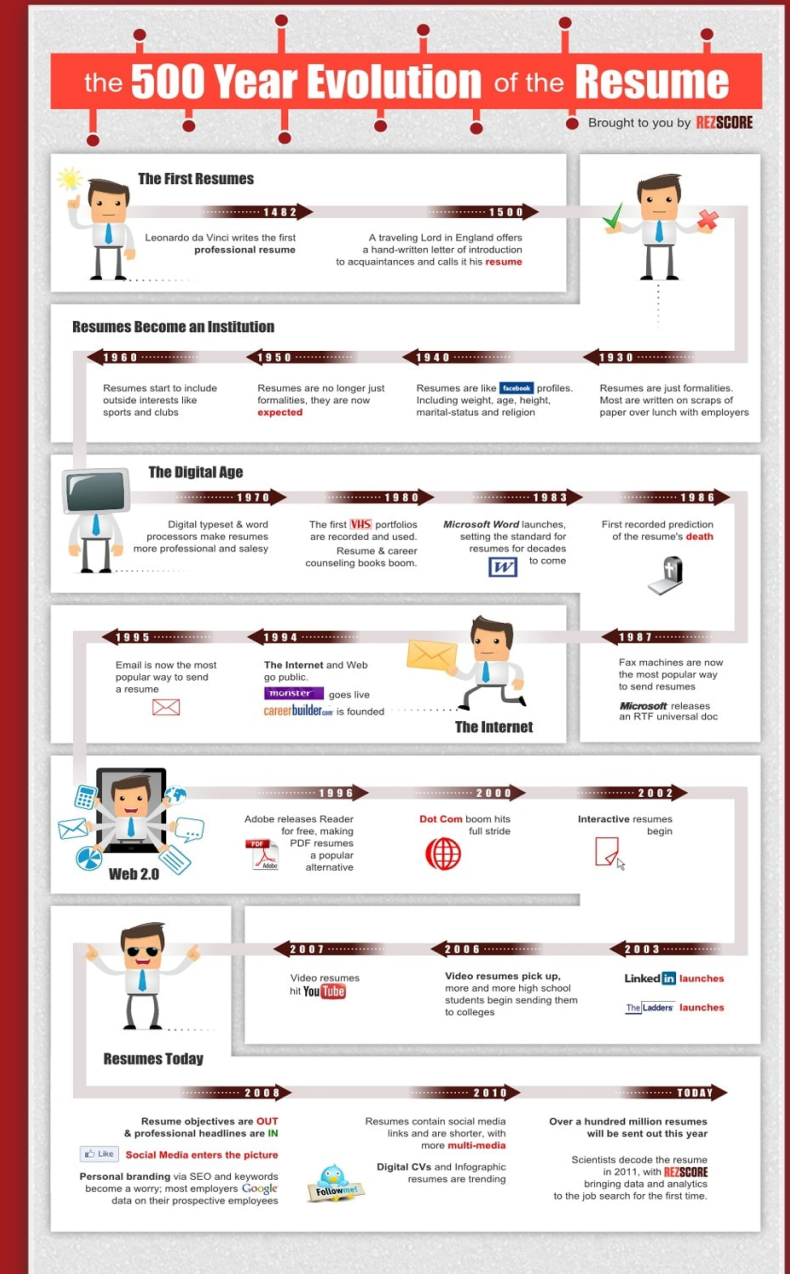 the 500 Year Evolution of the Resume
Brought to you by REZSCORE
The First Resumes
1482
Leonardo da Vinci writes the first
professional resume
1500
A traveling Lord in England offers
a hand-written letter of introduction
to acquaintances and calls it his resume
Resumes Become an Institution
1930
Resumes are just formalities.
Most are written on scraps of
paper over lunch with employers
1940
Resumes are like facebook profiles.
Including weight, age, height,
marital-status and religion
1950
Resumes are no longer just
formalities, they are now
expected
1960
Resumes start to include
outside interests like
sports and clubs
The Digital Age
1970
Digital typeset & word
processors make resumes
more professional and salesy
1980
The first VHS portfolios
are recorded and used.
Resume & career
counseling books boom.
1983
Microsoft Word launches,
setting the standard for
resumes for decades
W to come
1986
First recorded prediction
of the resume's death
1987
Fax machines are now
the most popular way
to send resumes
Microsoft releases
an RTF universal doc
The Internet
1994
The Internet and Web
go public.
monster goes live
careerbuilder.com is founded
1995
Email is now the most
popular way to send
a resume
Web 2.0
1996
Adobe releases Reader
for free, making
PDF resumes
a popular
alternative
PDF
Adobe
2000
Dot Com boom hits
full stride
2002
Interactive resumes
begin
2003
Linked in launches
The Ladders launches
2006
Video resumes pick up,
more and more high school
students begin sending them
to colleges
2007
Video resumes
hit YouTube
Resumes Today
2008
Resume objectives are OUT
& professional headlines are IN
Like Social Media enters the picture
Personal branding via SEO and keywords
become a worry; most employers Google
data on their prospective employees
2010
Resumes contain social media
links and are shorter, with
more multi-media
Digital CVs and Infographic
resumes are trending
Follow me!
TODAY
Over a hundred million resumes
will be sent out this year
Scientists decode the resume
in 2011, with REZSCORE
bringing data and analytics
to the job search for the first time.